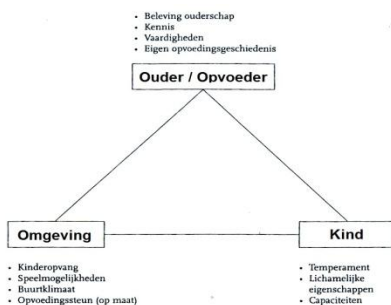 • Beleving ouderschap
• Kennis
• Vaardigheden
• Eigen opvoedingsgeschiedenis
Ouder / Opvoeder
Omgeving
Kind
• Kinderopvang
• Speelmogelijkheden
• Buurtklimaat
• Opvoedingssteun (op maat)
• Temperament
• Lichamelijke
eigenschappen
• Capaciteiten